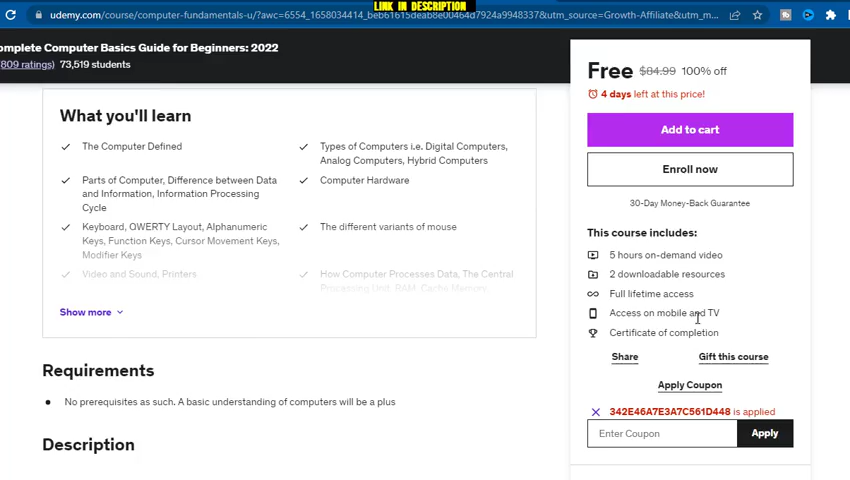 LINK IN DESCRIPTION
udemy.com/course/computer-fundamentals-u/?awc=6554_1658034414_beb61615deab8e00464d7924a9948337&utm_source=Growth-Affiliate&utm_m...
omplete Computer Basics Guide for Beginners: 2022
(809 ratings) 73,519 students
What you'll learn
The Computer Defined
Types of Computers i.e. Digital Computers,
Analog Computers, Hybrid Computers
Parts of Computer, Difference between Data
and Information, Information Processing
Cycle
Computer Hardware
Keyboard, QWERTY Layout, Alphanumeric
Keys, Function Keys, Cursor Movement Keys,
Modifier Keys
The different variants of mouse
Video and Sound, Printers
How Computer Processes Data, The Central
Processing Unit, RAM, Cache Memory
Show more
Requirements
No prerequisites as such. A basic understanding of computers will be a plus
Description
Free $84.99 100% off
4 days left at this price!
Add to cart
Enroll now
30-Day Money-Back Guarantee
This course includes:
5 hours on-demand video
2 downloadable resources
Full lifetime access
Access on mobile and TV
Certificate of completion
Share Gift this course
Apply Coupon
342E46A7E3A7C561D448 is applied
Enter Coupon Apply